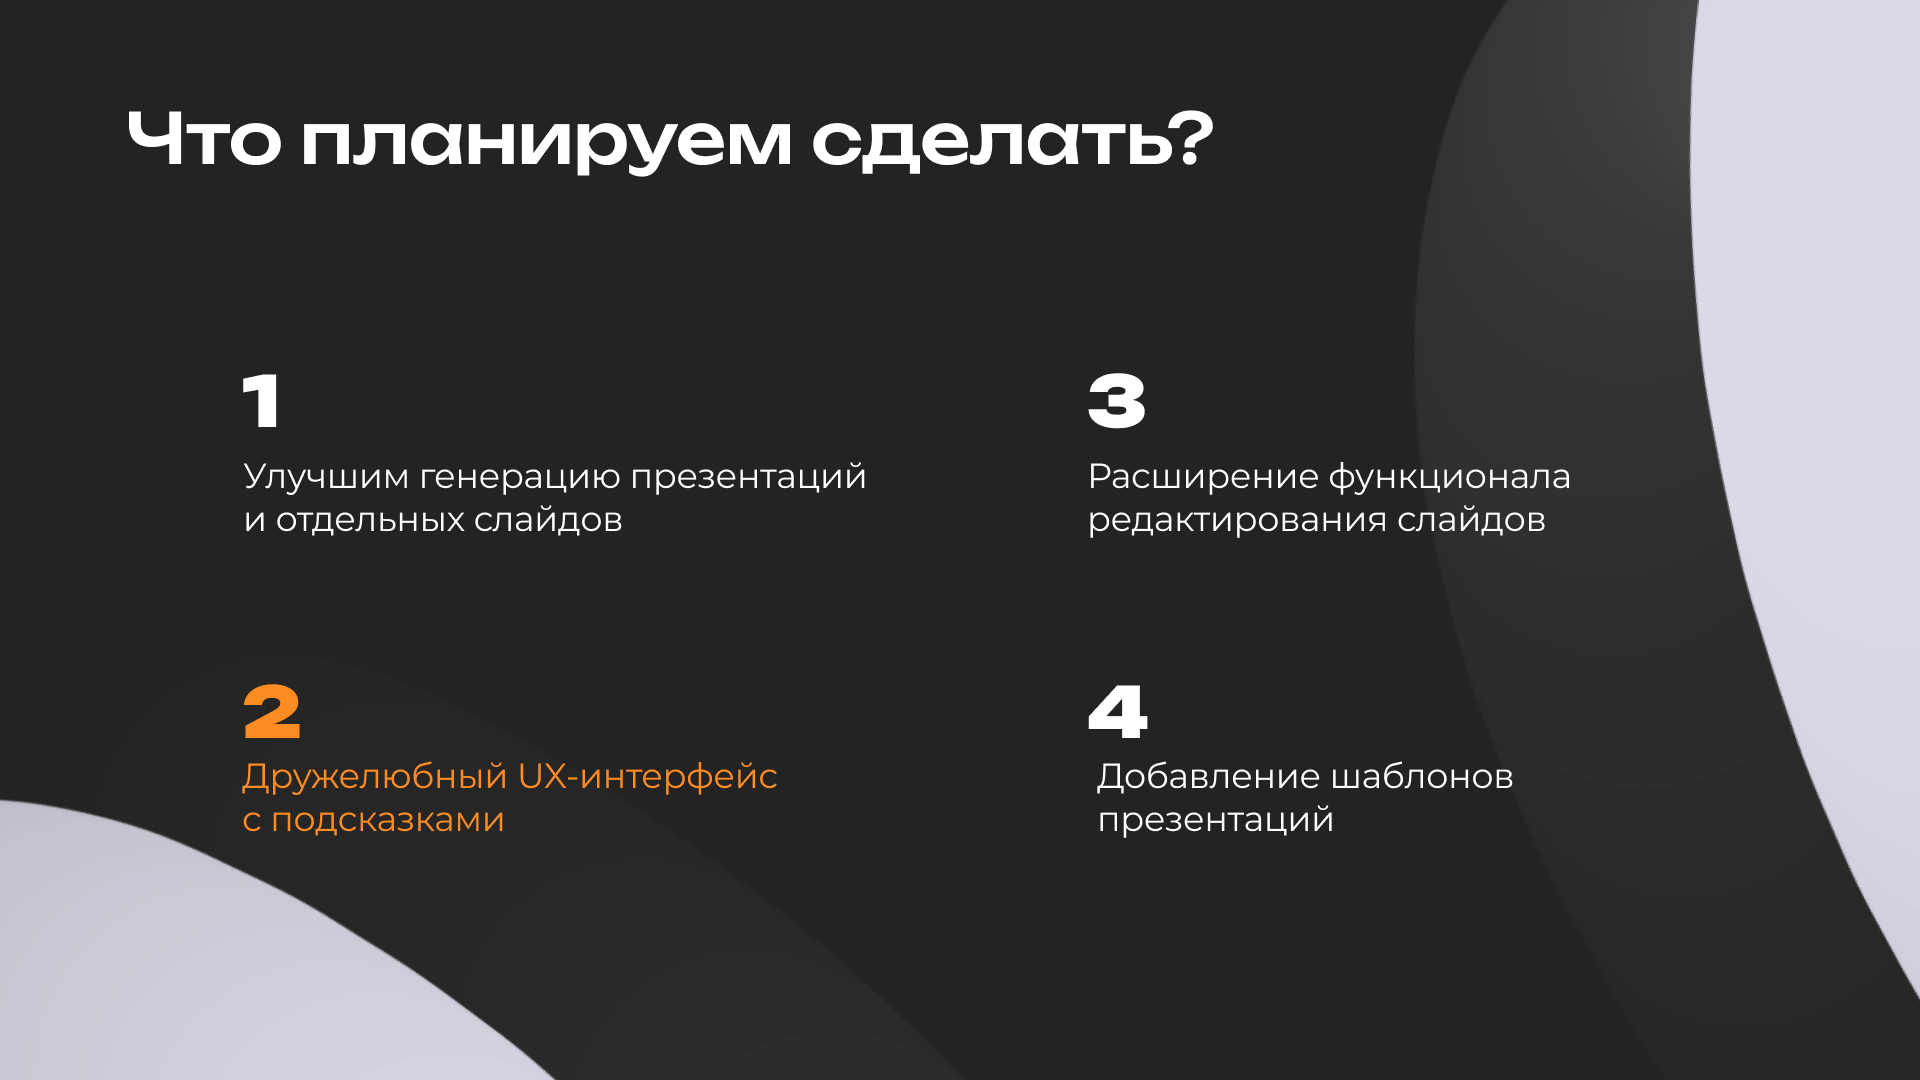 Что планируем сделать?
1
Улучшим генерацию презентаций
и отдельных слайдов
2
Дружелюбный UX-интерфейс
с подсказками
3
Расширение функционала
редактирования слайдов
4
Добавление шаблонов
презентаций